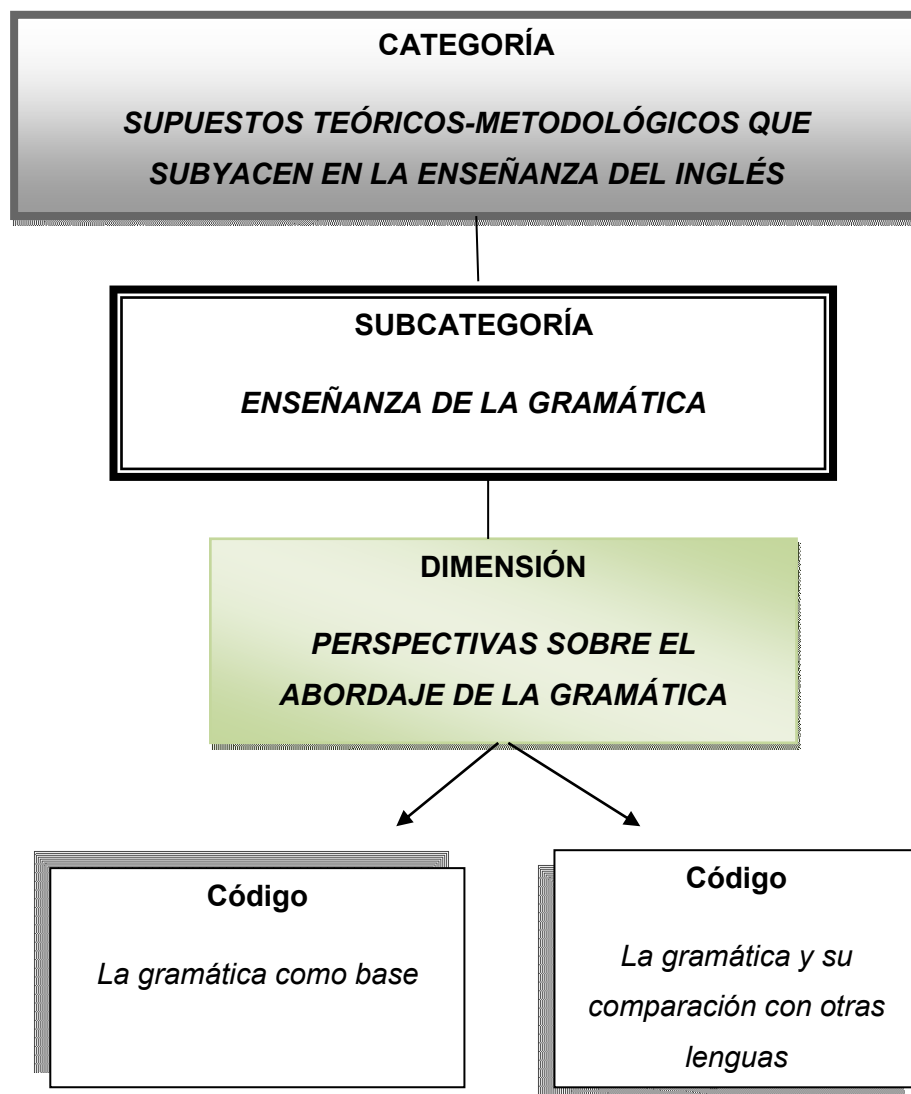 CATEGORÍA
SUPUESTOS TEÓRICOS-METODOLÓGICOS QUE
SUBYACEN EN LA ENSEÑANZA DEL INGLÉS
SUBCATEGORÍA
ENSEÑANZA DE LA GRAMÁTICA
DIMENSIÓN
PERSPECTIVAS SOBRE EL
ABORDAJE DE LA GRAMÁTICA
Código
La gramática como base
Código
La gramática y su
comparación con otras
lenguas